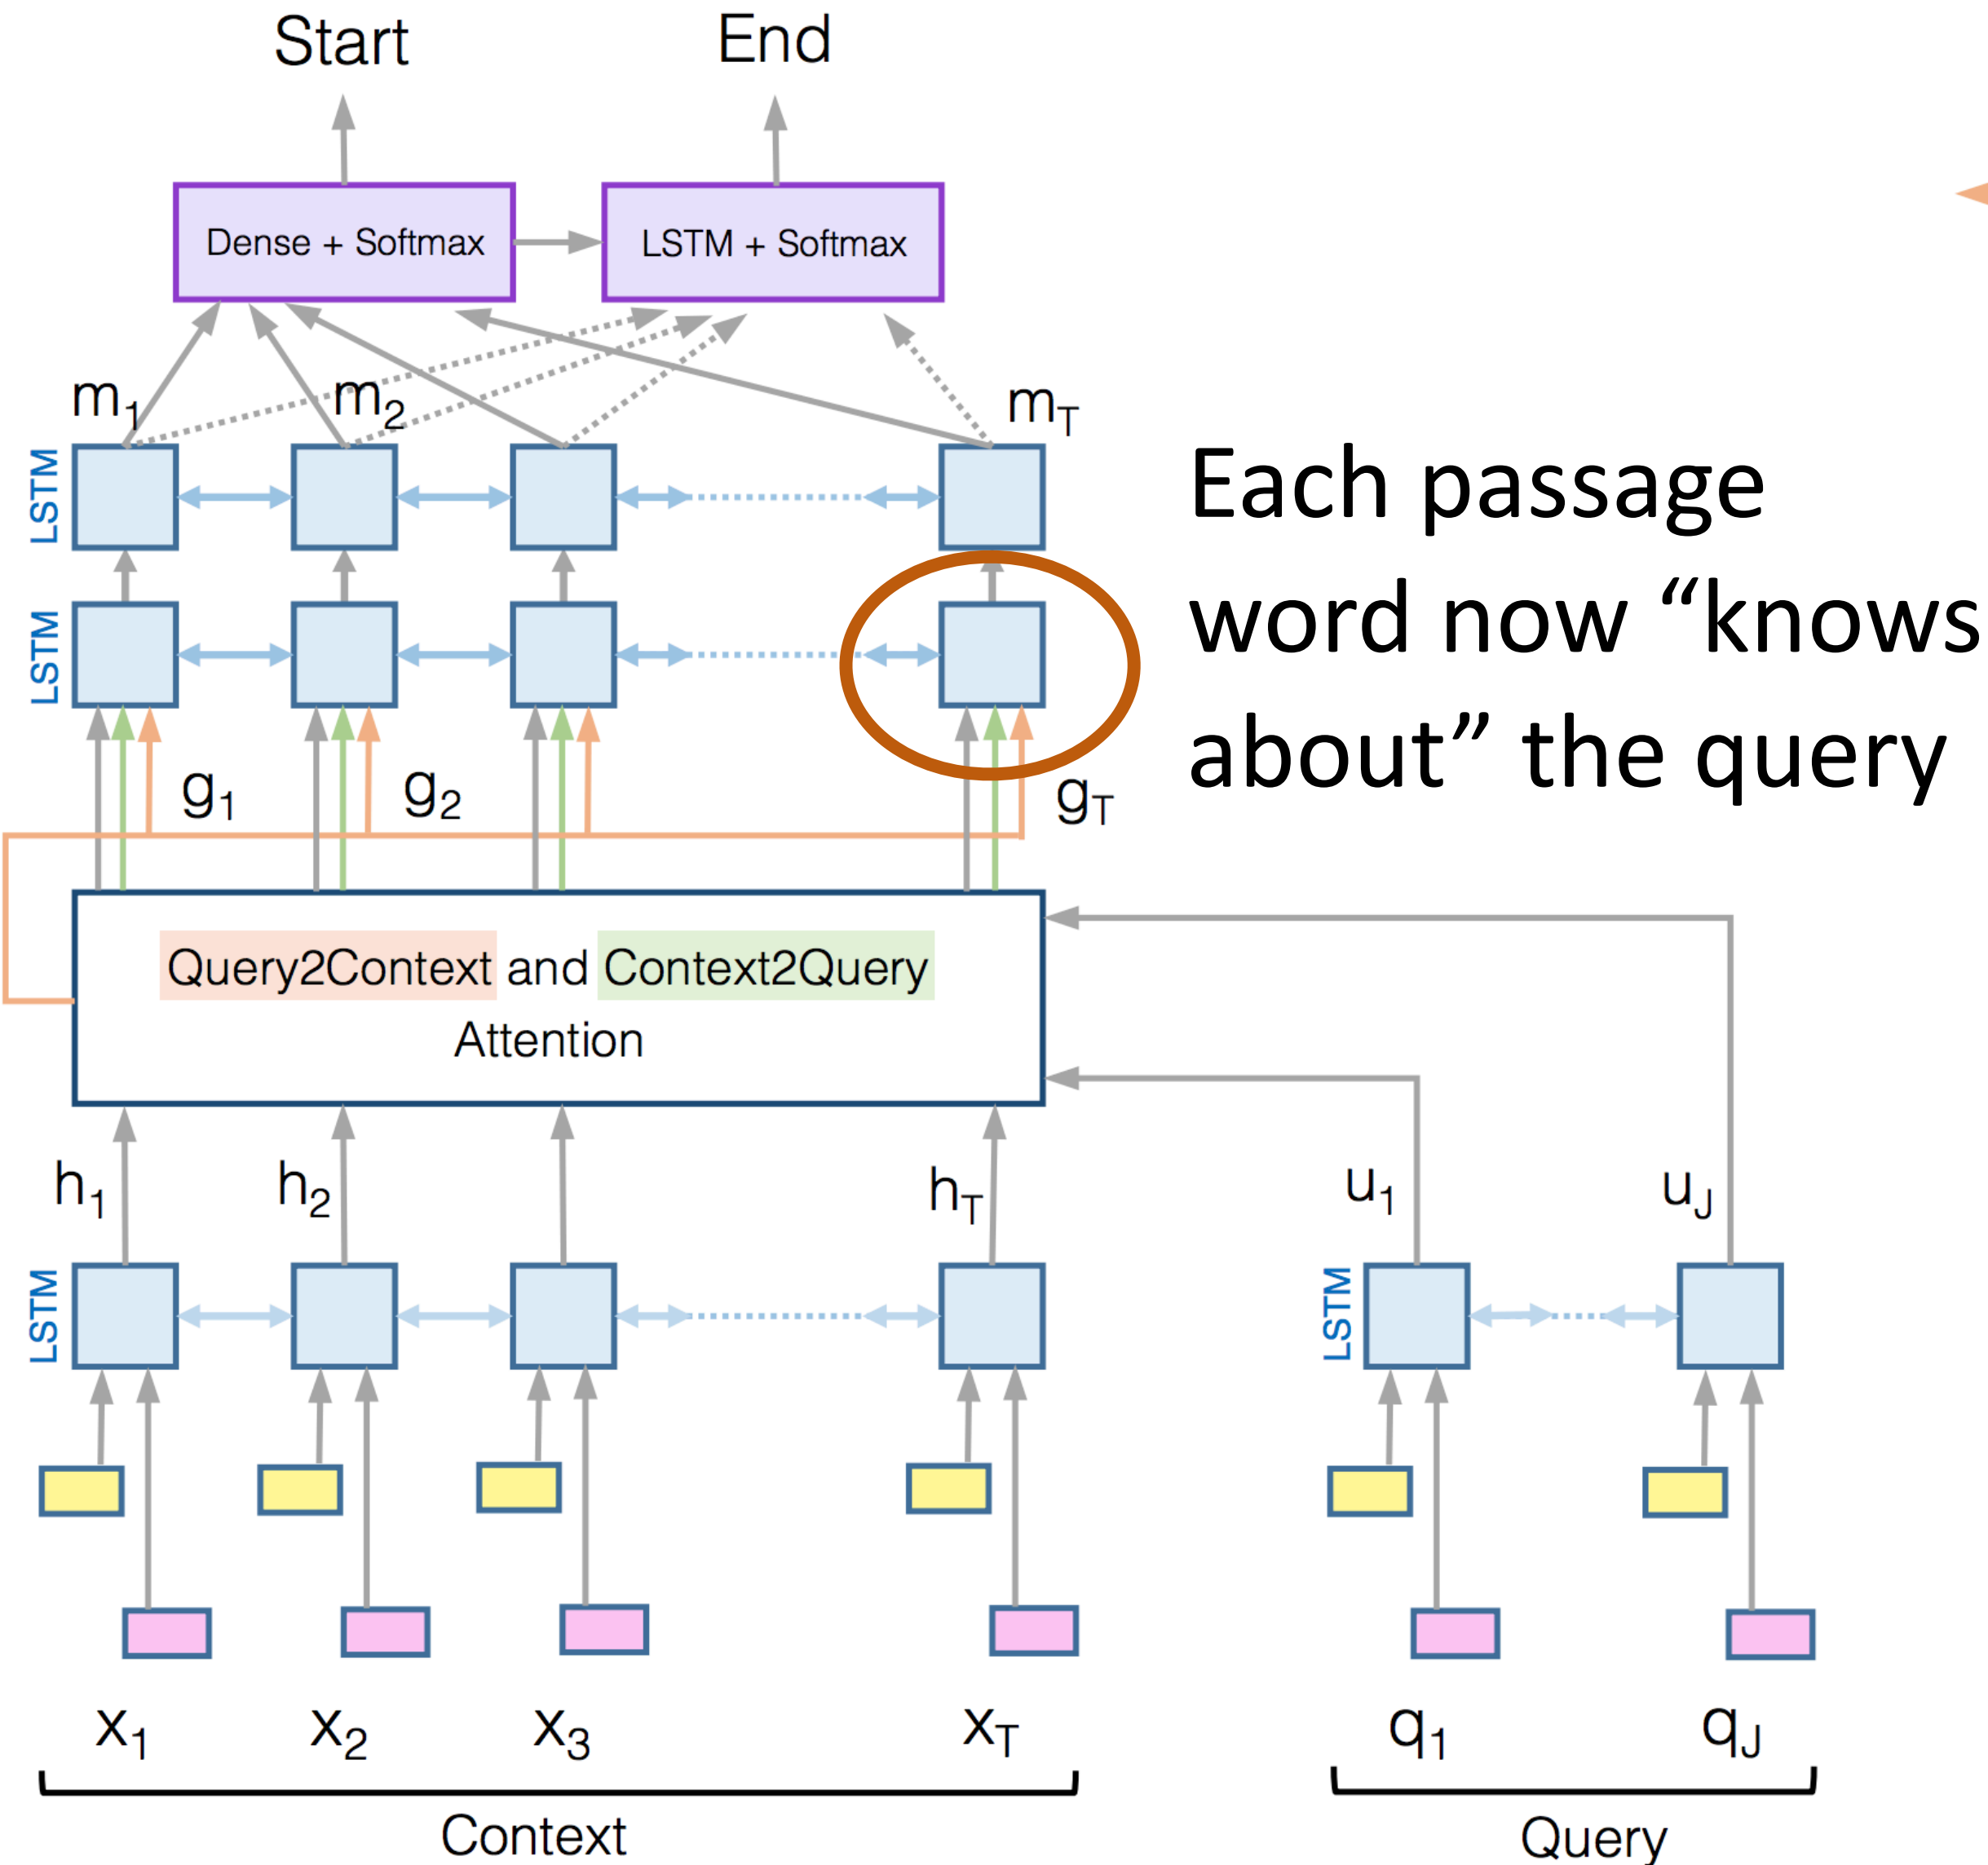 Start
End
Dense + Softmax
LSTM + Softmax
m1
m2
mT
LSTM
Each passage
word now “knows
about” the query
LSTM
g1
g2
gT
Query2Context and Context2Query
Attention
h1
h2
hT
u1
uJ
LSTM
LSTM
x1
x2
x3
xT
q1
qJ
Context
Query